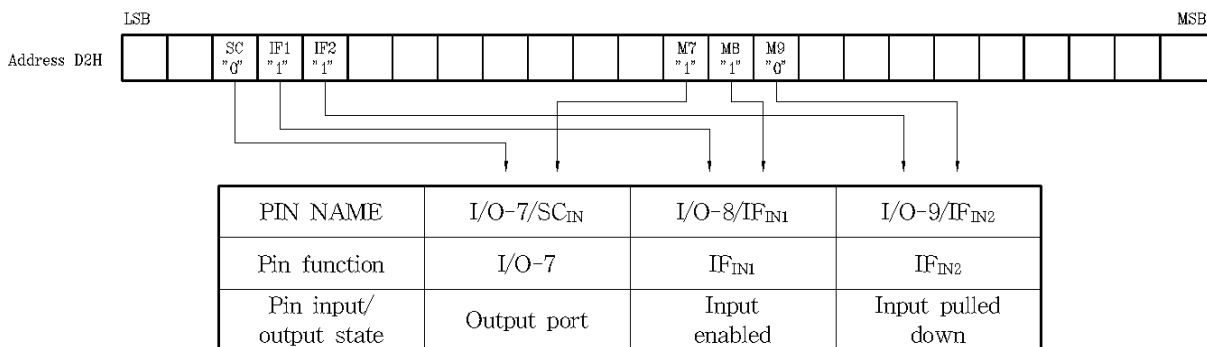 LSB MSB
Address D2H SC IF1 IF2 M7 M8 M9
"0" "1" "1" "1" "1" "0"
PIN NAME I/O-7/SCIN I/O-8/IFIN1 I/O-9/IFIN2
Pin function I/O-7 IFIN1 IFIN2
Pin input/ output state Output port Input enabled Input pulled down